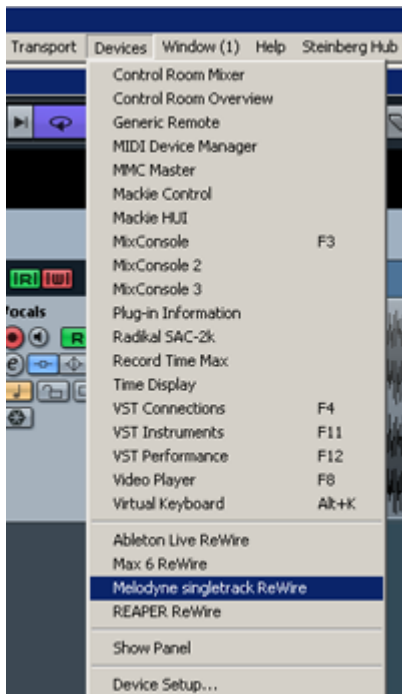 Transport Devices Window (1) Help Steinberg Hub
Control Room Mixer
Control Room Overview
Generic Remote
MIDI Device Manager
MMC Master
Mackie Control
Mackie HUI
MixConsole F3
MixConsole 2
MixConsole 3
Plug-in Information
Vocals
Radikal SAC-2k
R
Record Time Max
e
Time Display
VST Connections F4
VST Instruments F11
VST Performance F12
Video Player F8
Virtual Keyboard Alt+K
Ableton Live ReWire
Max 6 ReWire
Melodyne singletrack ReWire
REAPER ReWire
Show Panel
Device Setup...